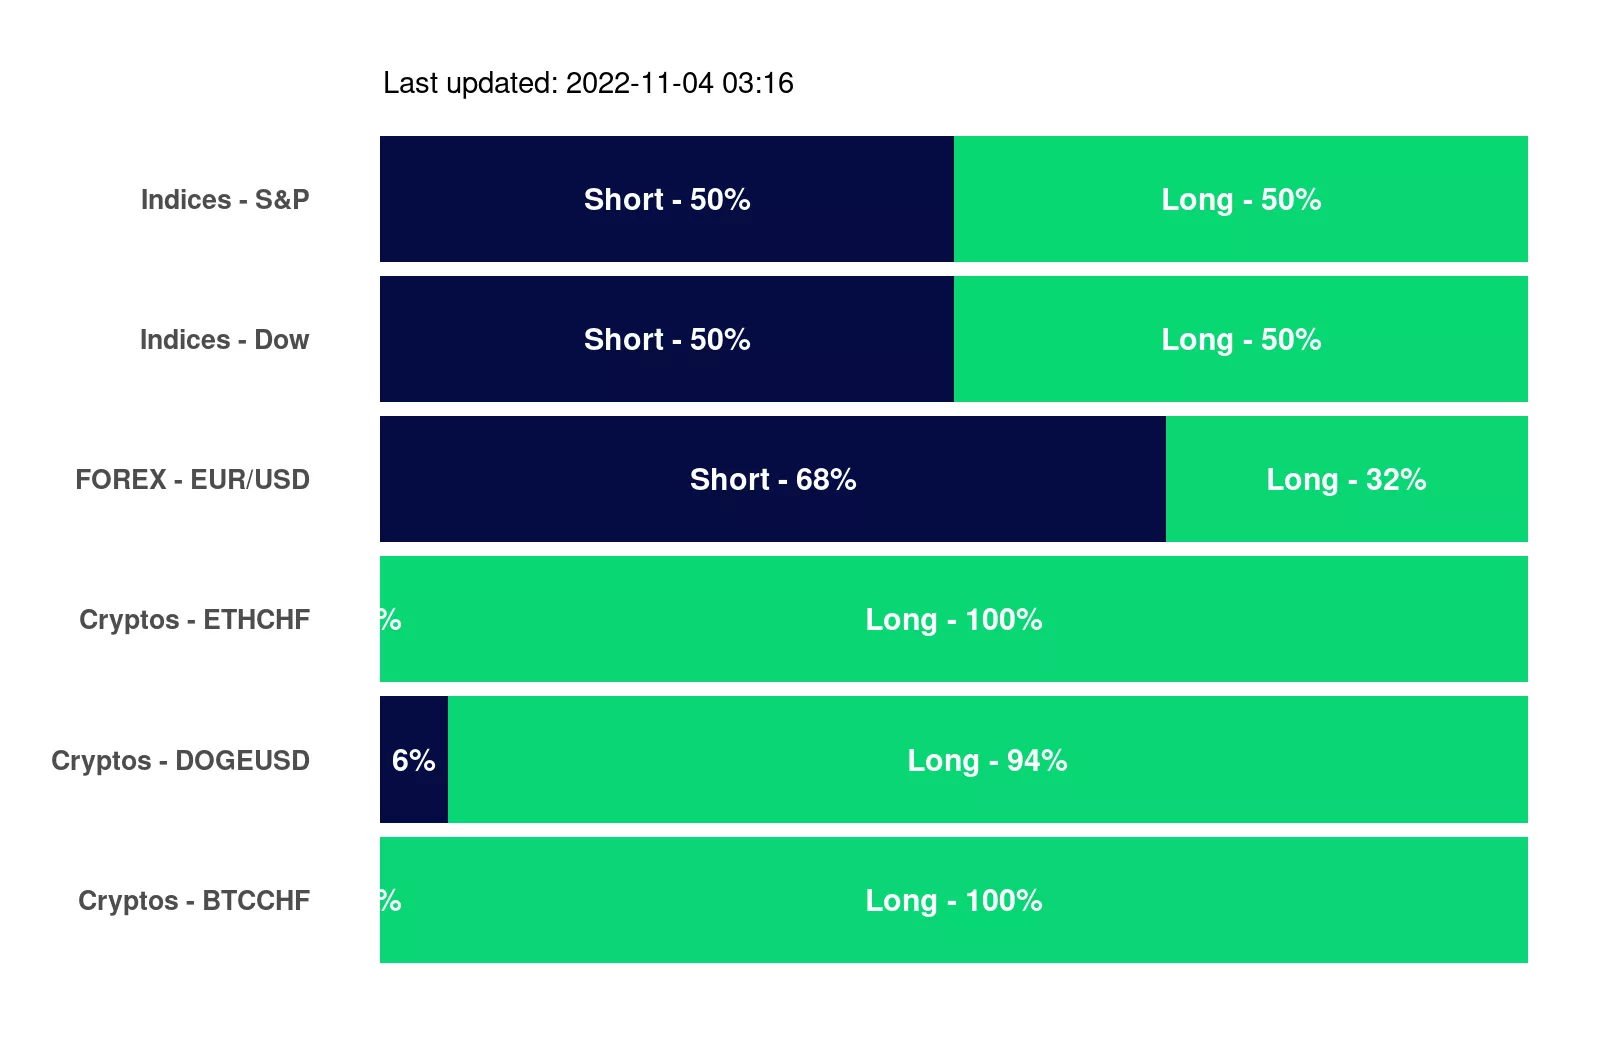 Last updated: 2022-11-04 03:16
Indices - S&P Short - 50% Long - 50%
Indices - Dow Short - 50% Long - 50%
FOREX - EUR/USD Short - 68% Long - 32%
Cryptos - ETHCHF % Long - 100%
Cryptos - DOGEUSD 6% Long - 94%
Cryptos - BTCCHF % Long - 100%